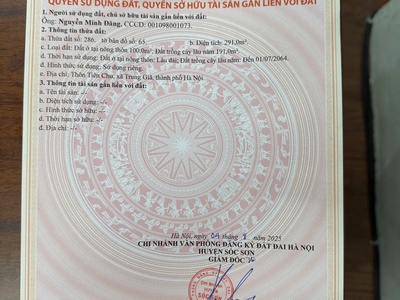 QUYỀN SỬ DỤNG ĐẤT, QUYỀN SỞ HỮU TÀI SẢN GẮN LIỀN VỚI ĐẤT
1. Người sử dụng đất, chủ sở hữu tài sản gắn liền với đất:
Ông: Nguyễn Minh Đăng, CCCD: 001098001073.
2. Thông tin thửa đất:
a. Thửa đất số: 286, tờ bản đồ số: 65 b. Diện tích: 291,0m²
c. Loại đất: Đất ở tại nông thôn 100.0m²; Đất trồng cây lâu năm 191,0m²
d. Thời hạn sử dụng: Đất ở tại nông thôn: Lâu dài; Đất trồng cây lâu năm: Đến 01/07/2064.
đ. Hình thức sử dụng: Sử dụng riêng.
e. Địa chỉ: Thôn Tiên Chu, xã Trung Giã, thành phố Hà Nội
3. Thông tin tài sản gắn liền với đất:
a. Tên tài sản: -/-
b. Diện tích sử dụng: -/-
c. Hình thức sở hữu: -/-
d. Thời hạn sở hữu: -/-
đ. Địa chỉ: -/-
Hà Nội, ngày 04 tháng 8 năm 2025
CHI NHÁNH VĂN PHÒNG ĐĂNG KÝ ĐẤT ĐAI HÀ NỘI
HUYỆN SÓC SƠN
GIÁM ĐỐC